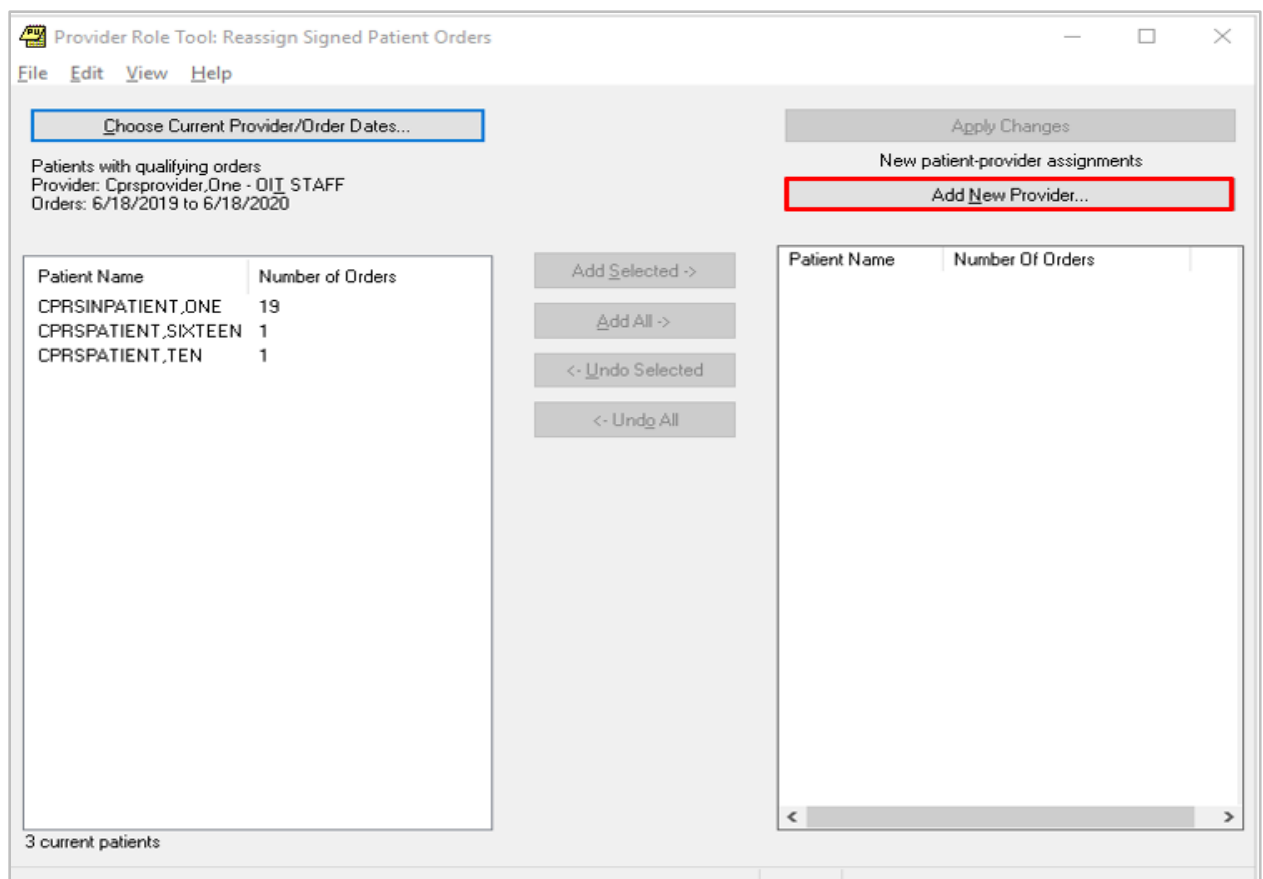 Provider Role Tool: Reassign Signed Patient Orders
File Edit View Help
Choose Current Provider/Order Dates...
Patients with qualifying orders
Provider: Cprsprovider,One - OIT STAFF
Orders: 6/18/2019 to 6/18/2020
Patient Name Number of Orders
CPRSINPATIENT,ONE 19
CPRSPATIENT,SIXTEEN 1
CPRSPATIENT,TEN 1
3 current patients
Add Selected ->
Add All ->
<- Undo Selected
<- Undo All
Apply Changes
New patient-provider assignments
Add New Provider...
Patient Name Number Of Orders